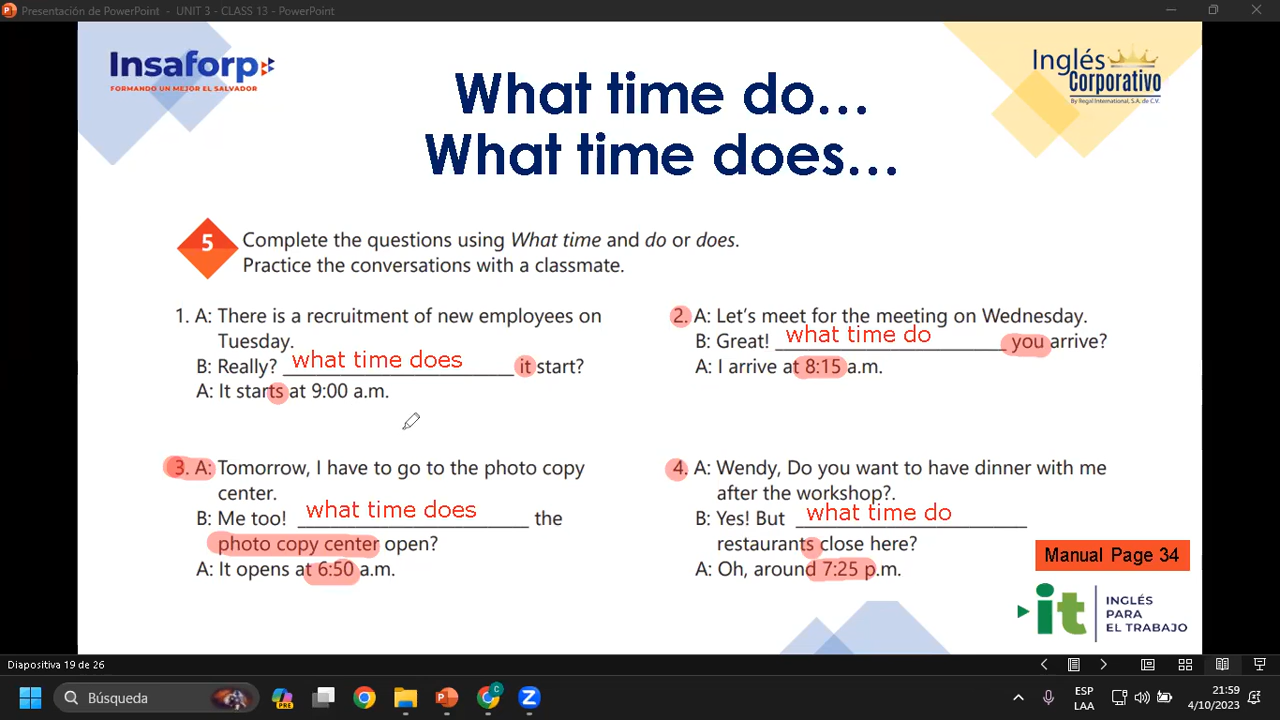 Presentación de PowerPoint - UNIT 3 - CLASS 13 - PowerPoint
Insaforp
FORMANDO UN MEJOR EL SALVADOR
Inglés
Corporativo
By Regal International, S.A. de C.V.
What time do...
What time does...
5
Complete the questions using What time and do or does.
Practice the conversations with a classmate.
1. A: There is a recruitment of new employees on
Tuesday.
B: Really? what time does it start?
A: It starts at 9:00 a.m.
2. A: Let's meet for the meeting on Wednesday.
B: Great! what time do you arrive?
A: I arrive at 8:15 a.m.
3. A: Tomorrow, I have to go to the photo copy
center.
B: Me too! what time does the
photo copy center open?
A: It opens at 6:50 a.m.
4. A: Wendy, Do you want to have dinner with me
after the workshop?.
B: Yes! But what time do
restaurants close here?
A: Oh, around 7:25 p.m.
Manual Page 34
it
INGLÉS
PARA
EL TRABAJO
Diapositiva 19 de 26
Búsqueda
PRE
C
ESP
LAA
21:59
4/10/2023